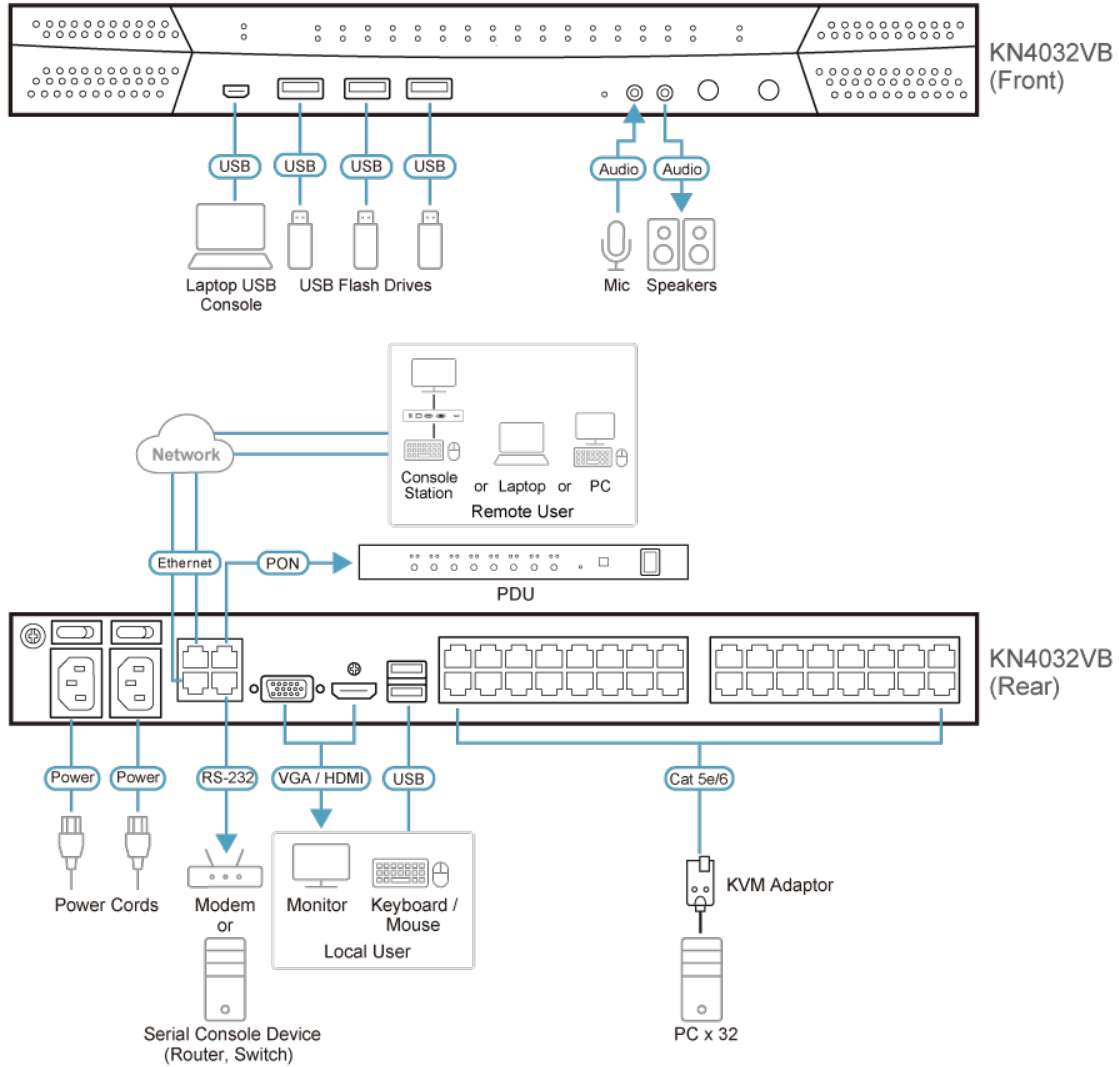 KN4032VB
(Front)
USB
USB
USB
USB
Audio
Audio
Laptop USB
Console
USB Flash Drives
Mic
Speakers
Network
Console
Station
or
Laptop
or
PC
Remote User
Ethernet
PON
PDU
KN4032VB
(Rear)
Power
Power
RS-232
VGA / HDMI
USB
Cat 5e/6
Power Cords
Modem
or
Serial Console Device
(Router, Switch)
Monitor
Keyboard /
Mouse
Local User
KVM Adaptor
PC x 32